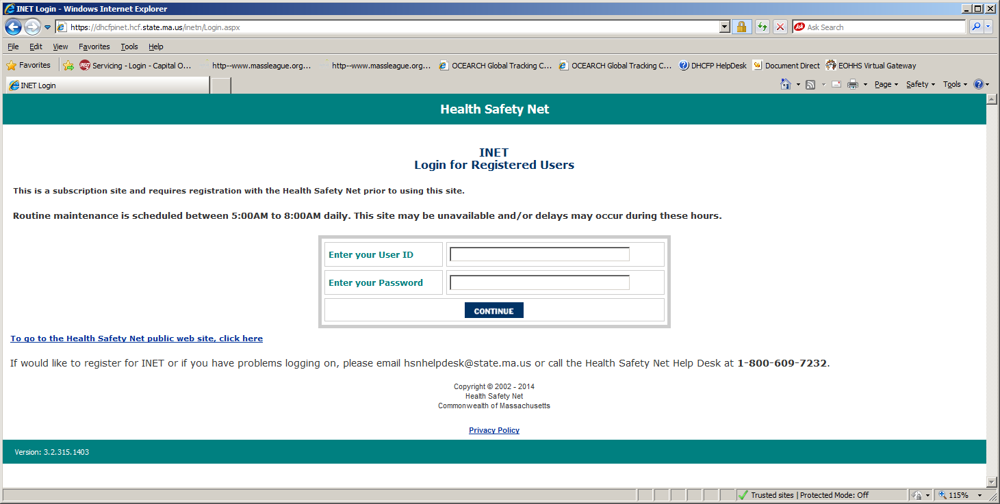 INET Login - Windows Internet Explorer
https://dhcfpinet.hcf.state.ma.us/inetn/Login.aspx
Ask Ask Search
File Edit View Favorites Tools Help
Favorites 360 Servicing - Login - Capital O... http--www.massleague.org... http--www.massleague.org... OCEARCH Global Tracking C... OCEARCH Global Tracking C... DHCFP HelpDesk Document Direct EOHHS Virtual Gateway
INET Login Page Safety Tools
Health Safety Net
INET
Login for Registered Users
This is a subscription site and requires registration with the Health Safety Net prior to using this site.
Routine maintenance is scheduled between 5:00AM to 8:00AM daily. This site may be unavailable and/or delays may occur during these hours.
Enter your User ID
Enter your Password
CONTINUE
To go to the Health Safety Net public web site, click here
If would like to register for INET or if you have problems logging on, please email hsnhelpdesk@state.ma.us or call the Health Safety Net Help Desk at 1-800-609-7232.
Copyright © 2002 - 2014
Health Safety Net
Commonwealth of Massachusetts
Privacy Policy
Version: 3.2.315.1403
Trusted sites | Protected Mode: Off 115%